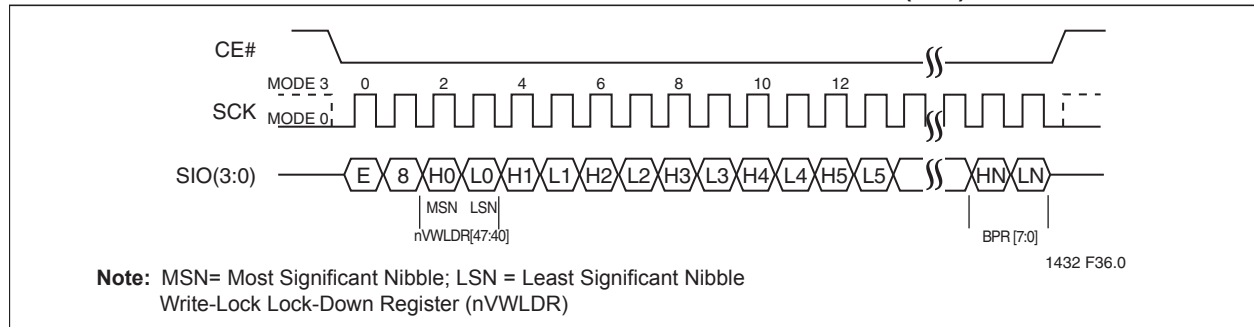 CE#
MODE 3 0 2 4 6 8 10 12
SCK
MODE 0
SIO(3:0) E 8 H0 L0 H1 L1 H2 L2 H3 L3 H4 L4 H5 L5 HN LN
MSN LSN
nVWLDR[47:40] BPR [7:0]
1432 F36.0
Note: MSN= Most Significant Nibble; LSN = Least Significant Nibble
Write-Lock Lock-Down Register (nVWLDR)